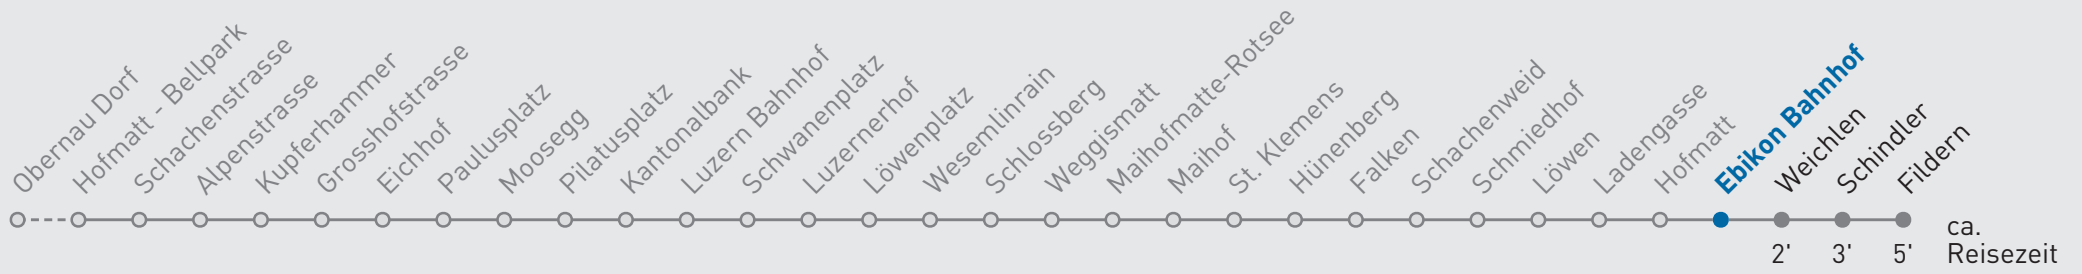 Obernau Dorf
Hofmatt - Bellpark
Schachenstrasse
Alpenstrasse
Kupferhammer
Grosshofstrasse
Eichhof
Paulusplatz
Moosegg
Pilatusplatz
Kantonalbank
Luzern Bahnhof
Schwanenplatz
Luzernerhof
Löwenplatz
Wesemlinrain
Schlossberg
Weggismatt
Maihofmatte-Rotsee
Maihof
St. Klemens
Hünenberg
Falken
Schachenweid
Schmiedhof
Löwen
Ladengasse
Hofmatt
Ebikon Bahnhof
Weichlen
Schindler
Fildern
ca.
2' 3' 5' Reisezeit